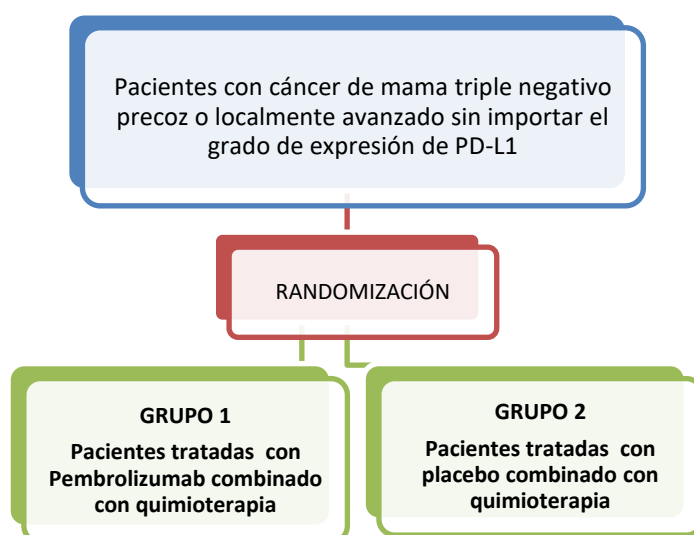 Pacientes con cáncer de mama triple negativo
precoz o localmente avanzado sin importar el
grado de expresión de PD-L1
RANDOMIZACIÓN
GRUPO 1
Pacientes tratadas con
Pembrolizumab combinado
con quimioterapia
GRUPO 2
Pacientes tratadas con
placebo combinado con
quimioterapia